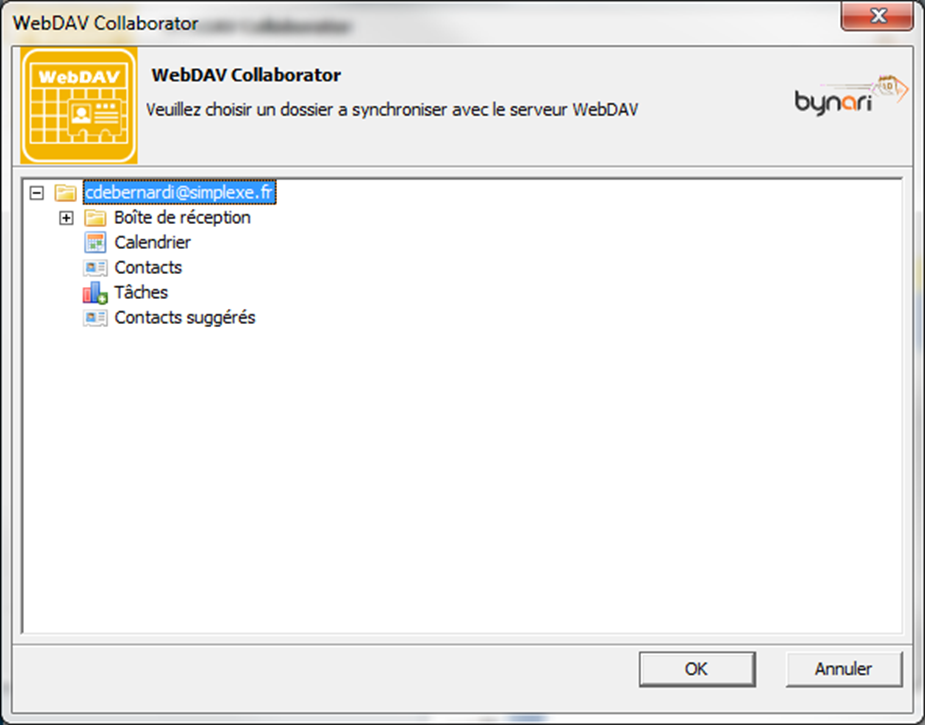 WebDAV Collaborator
WebDAV
WebDAV Collaborator
Veuillez choisir un dossier a synchroniser avec le serveur WebDAV
bynari
cdebernardi@simplexe.fr
Boîte de réception
Calendrier
Contacts
Tâches
Contacts suggérés
OK
Annuler